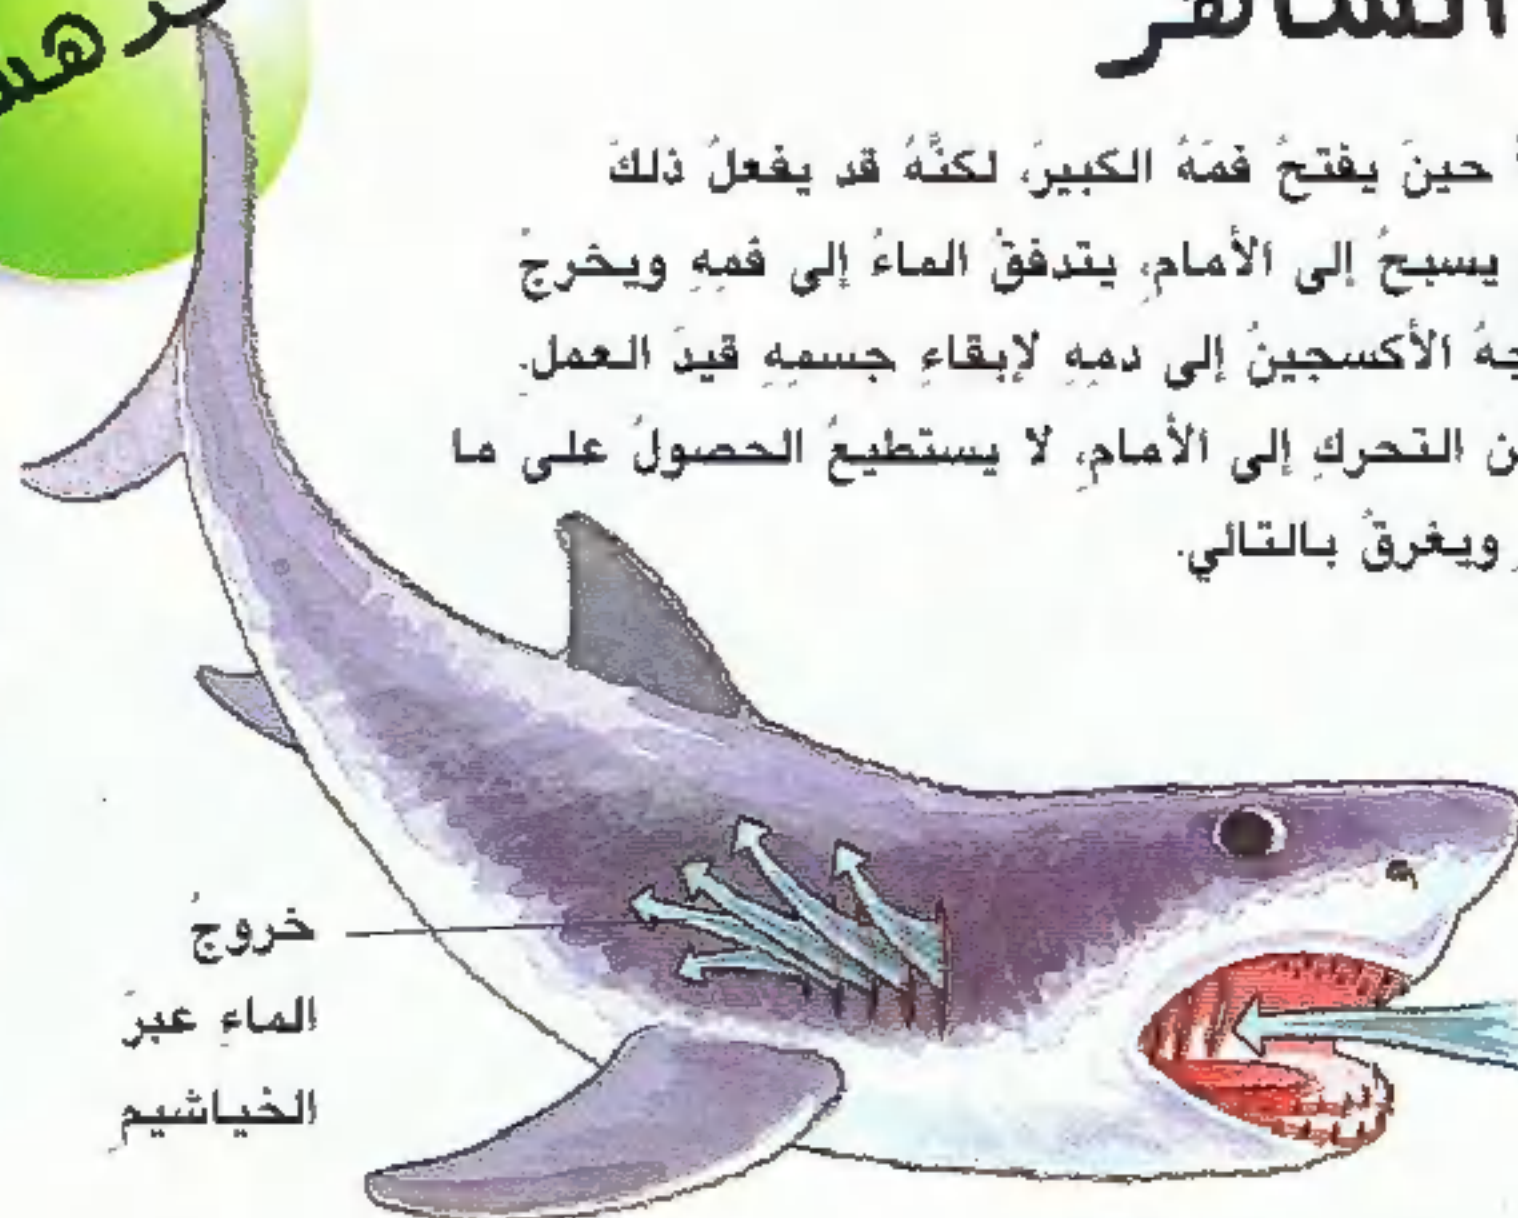 حينَ يفتحُ فمَهُ الكبيرَ، لكنَّهُ قد يفعلُ ذلكَ
يسبحُ إلى الأمامِ، يتدفقُ الماءُ إلى فمِهِ ويخرجُ
الأكسجينُ إلى دمِهِ لإبقاءِ جسمِهِ قيدَ العملِ.
التحركِ إلى الأمامِ، لا يستطيعُ الحصولَ على ما
ويغرقُ بالتالي.
خروجُ
الماءِ عبرَ
الخياشيمِ